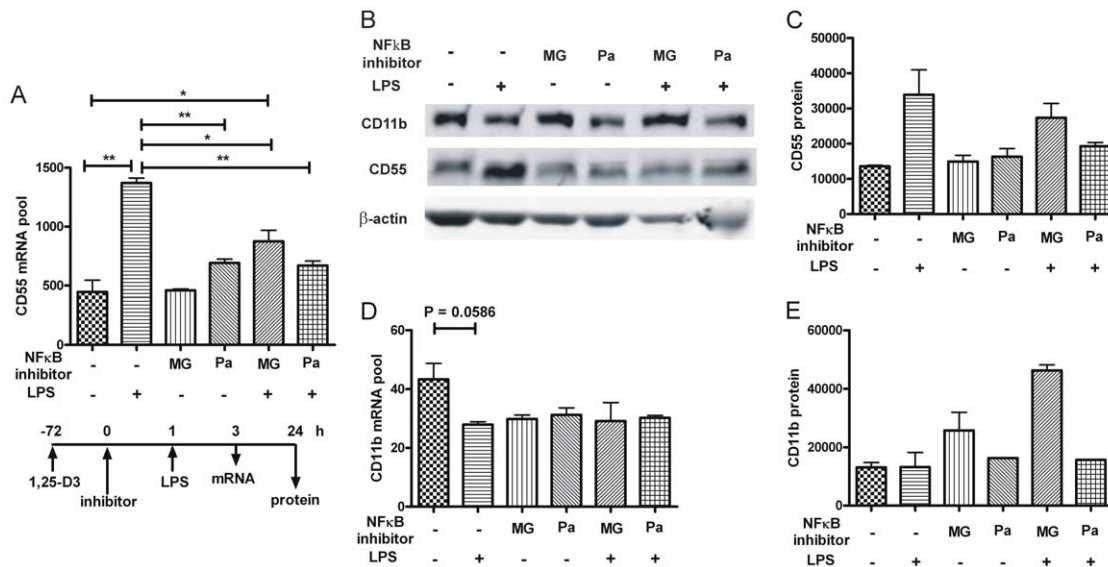 A
*
**
*
** **
1500
1000
500
0
CD55 mRNA pool
NFκB inhibitor - - MG Pa MG Pa
LPS - + - - + +
-72 0 1 3 24 h
1,25-D3 inhibitor LPS mRNA protein
B
NFkB inhibitor - - MG Pa MG Pa
LPS - + - - + +
CD11b
CD55
β-actin
C
50000
40000
30000
20000
10000
0
CD55 protein
NFκB inhibitor - - MG Pa MG Pa
LPS - + - - + +
D
P = 0.0586
60
40
20
0
CD11b mRNA pool
NFκB inhibitor - - MG Pa MG Pa
LPS - + - - + +
E
60000
40000
20000
0
CD11b protein
NFκB inhibitor - - MG Pa MG Pa
LPS - + - - + +